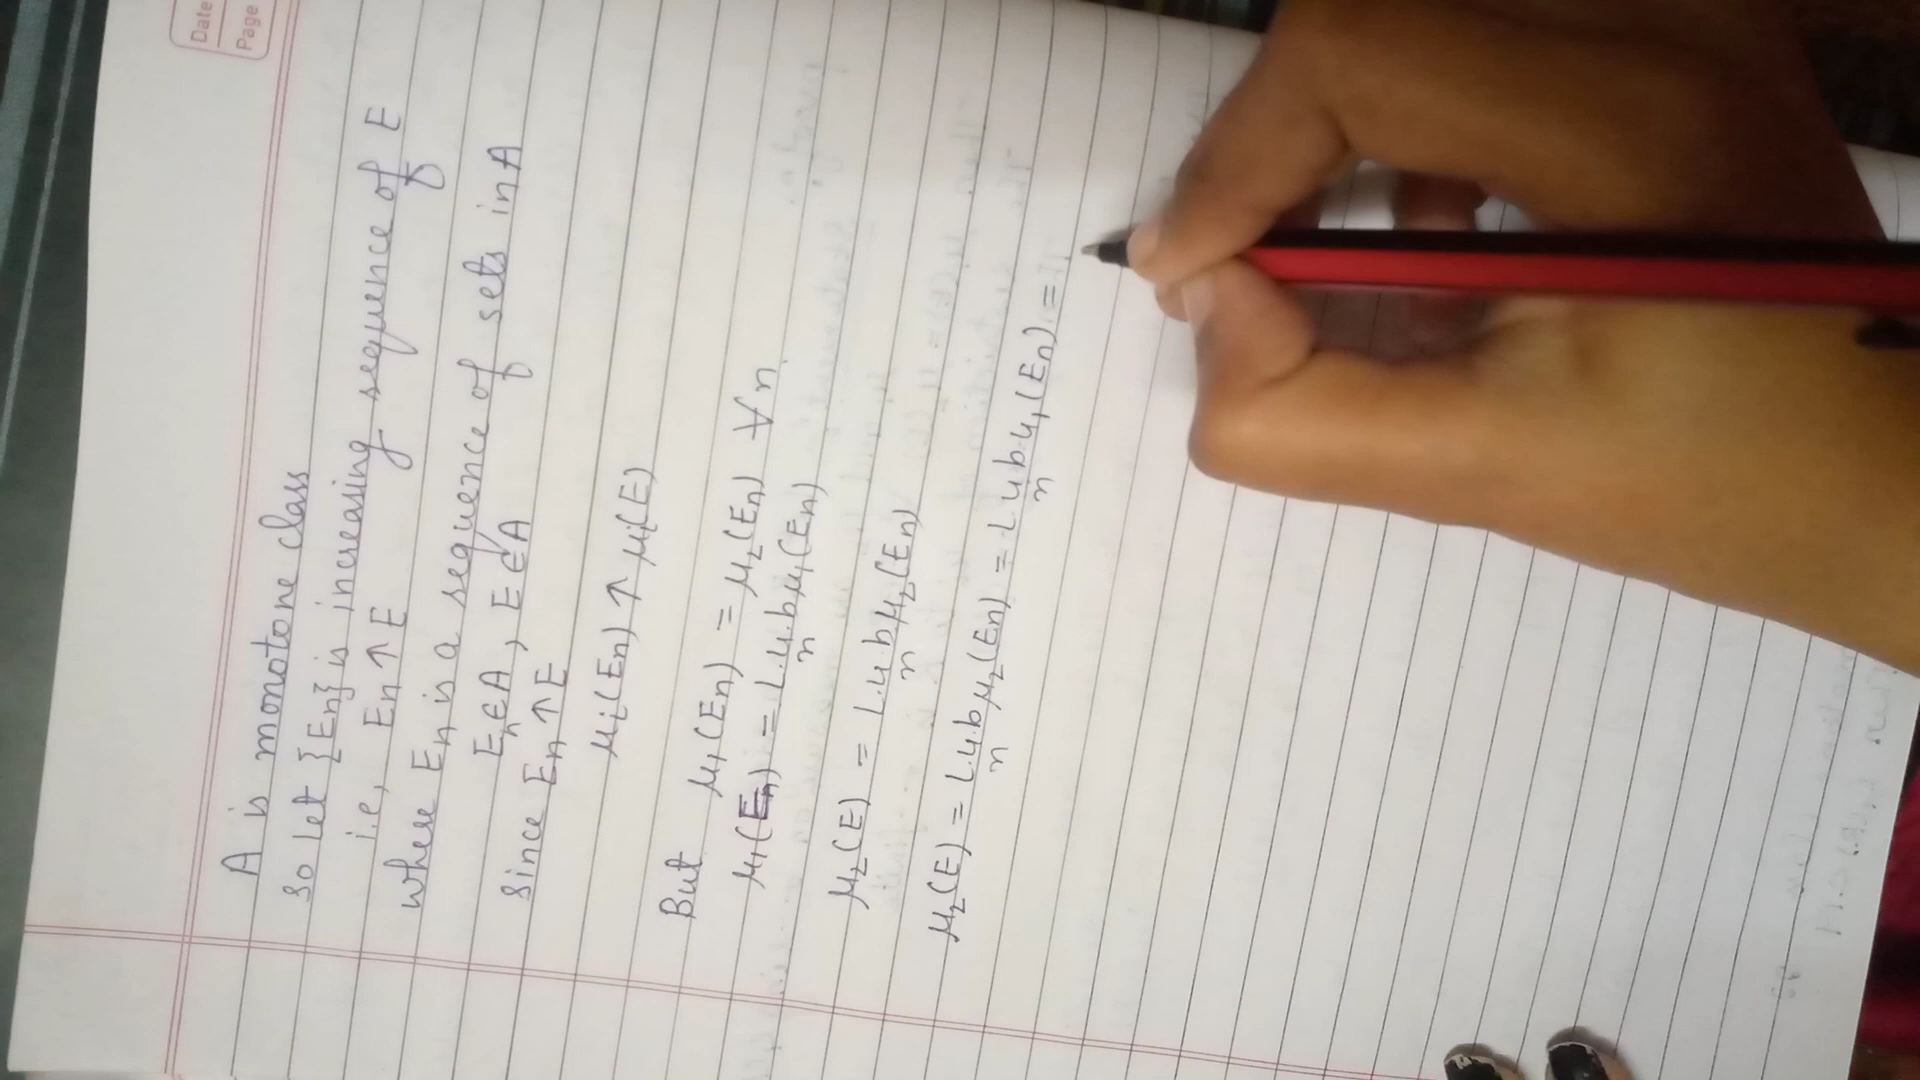 Date
Page
A is monotone class
So let {En} is increasing sequence of E
i.e, En ↑ E
where En is a sequence of sets in A
En ∈ A, E ∈ A
Since En ↑ E
μi(En) ↑ μi(E)
But μ1(En) = μ2(En) ∀ n
μ1(En) = l.u.b μ1(En)
n
μ2(E) = l.u.b μ2(En)
n
μ2(E) = l.u.b μ2(En) = l.u.b. μ1(En) =
n n